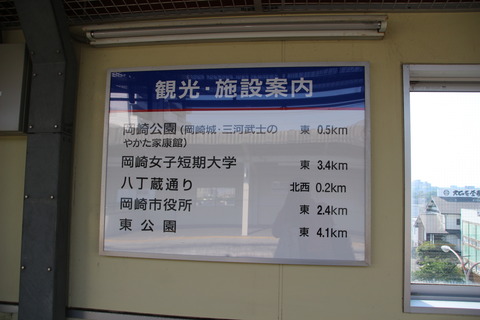 観光・施設案内
岡崎公園(岡崎城・三河武士の 東 0.5km
やかた家康館)
岡崎女子短期大学 東 3.4km
八丁蔵通り 北西 0.2km
岡崎市役所 東 2.4km
東公園 東 4.1km